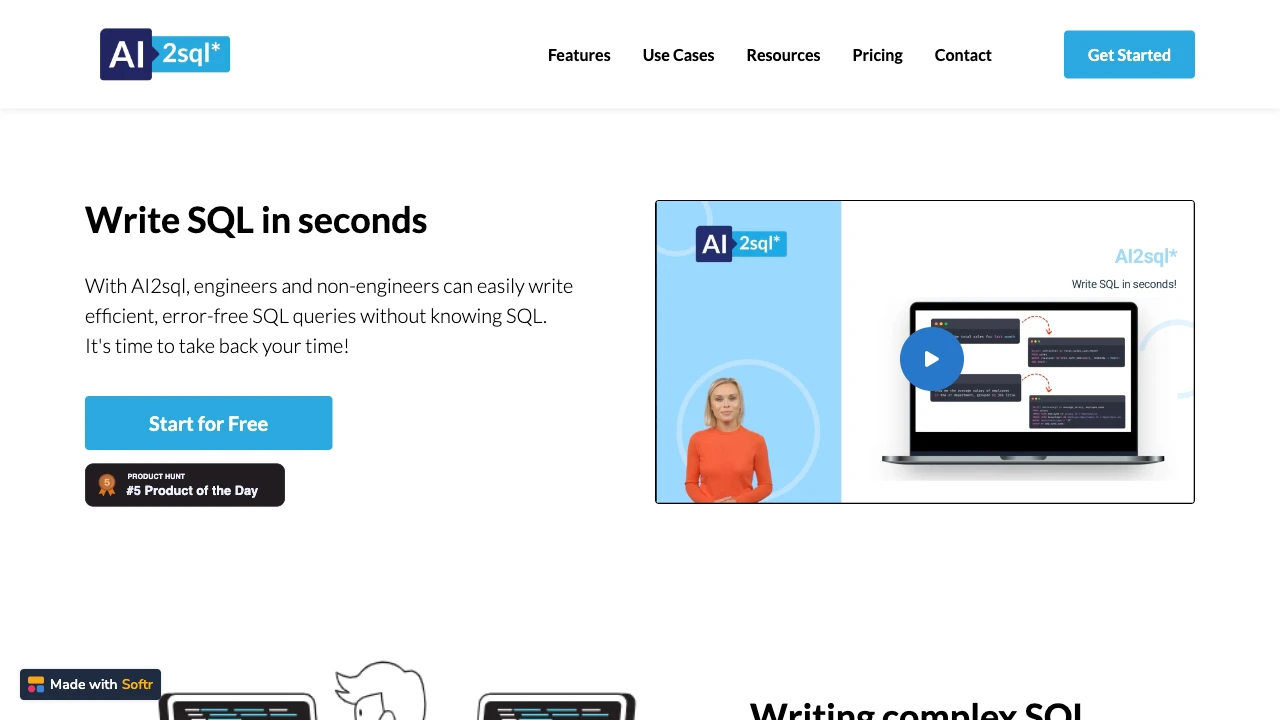 AI 2sql*
Features
Use Cases
Resources
Pricing
Contact
Get Started
Write SQL in seconds
With AI2sql, engineers and non-engineers can easily write
efficient, error-free SQL queries without knowing SQL.
It's time to take back your time!
Start for Free
5
PRODUCT HUNT
#5 Product of the Day
AI 2sql*
AI2sql*
Write SQL in seconds!
Made with Softr
Writing complex SQL